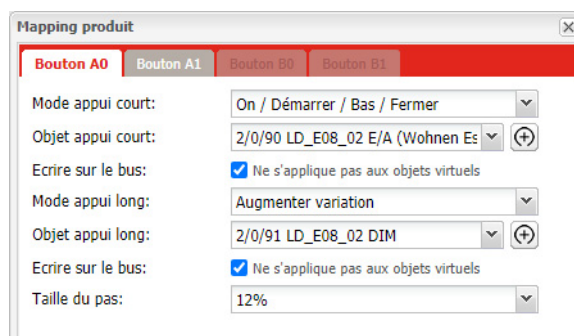 Mapping produit
Bouton A0 Bouton A1 Bouton B0 Bouton B1
Mode appui court: On / Démarrer / Bas / Fermer
Objet appui court: 2/0/90 LD_E08_02 E/A (Wohnen Es
Ecrire sur le bus: Ne s'applique pas aux objets virtuels
Mode appui long: Augmenter variation
Objet appui long: 2/0/91 LD_E08_02 DIM
Ecrire sur le bus: Ne s'applique pas aux objets virtuels
Taille du pas: 12%